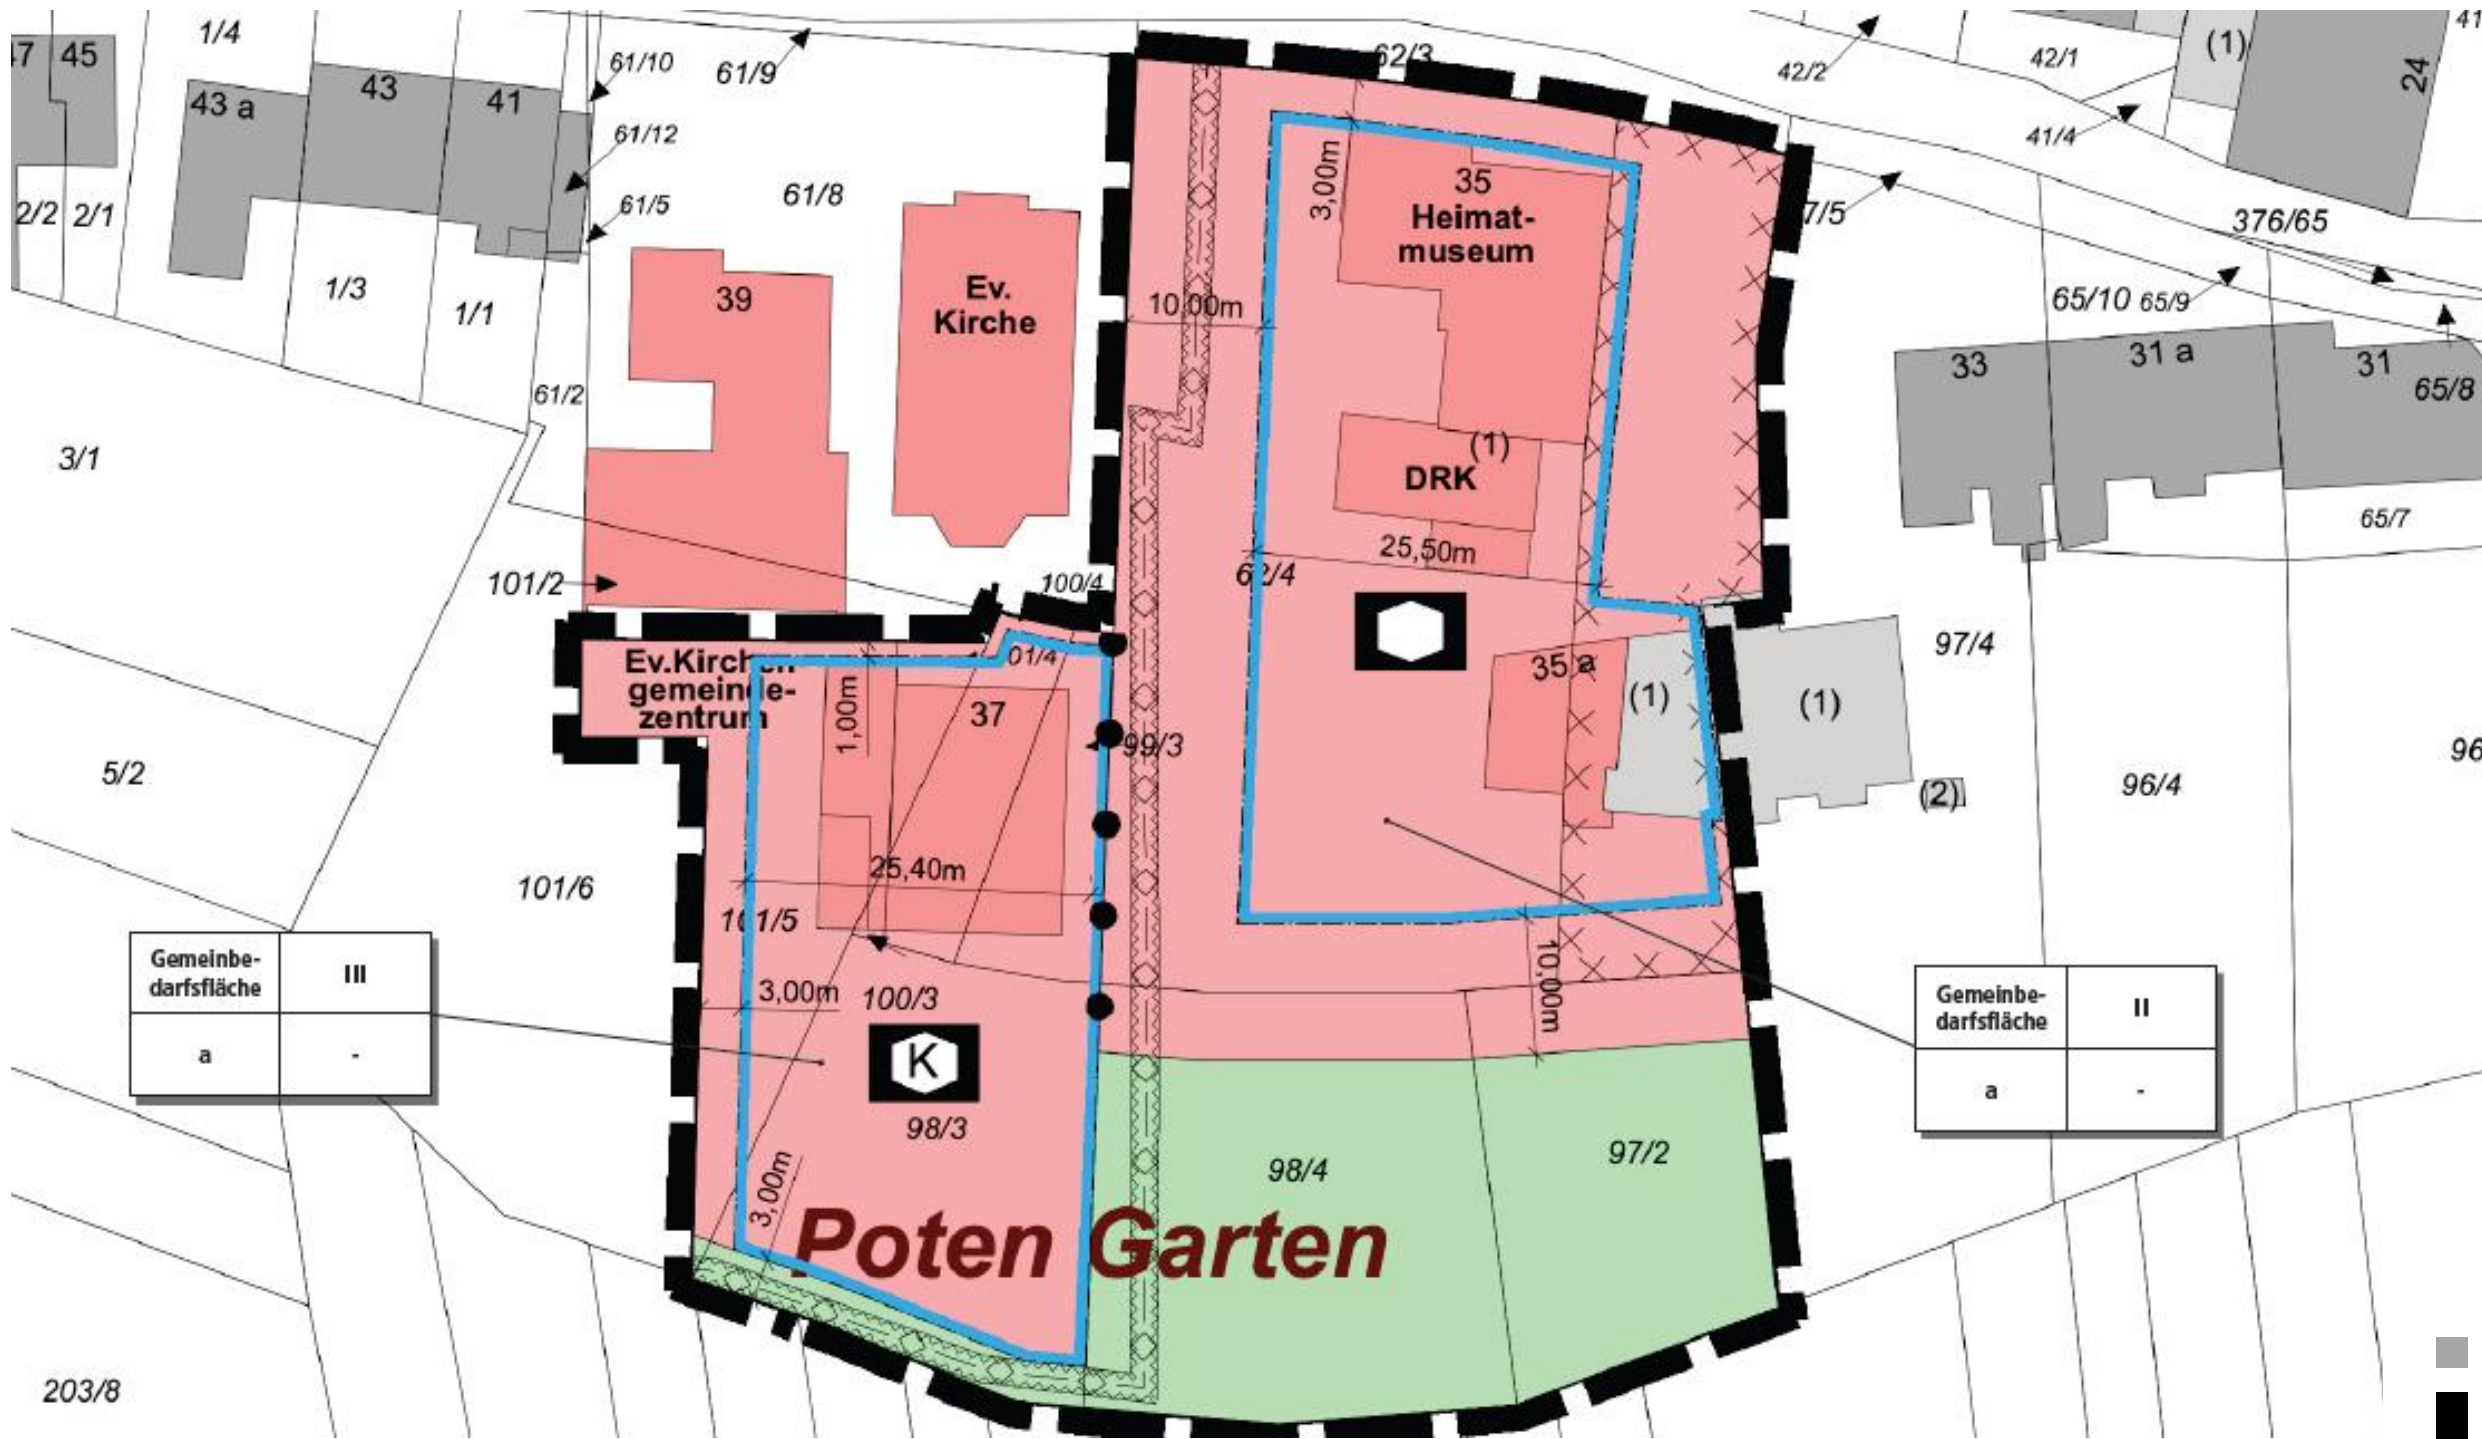 47
45
1/4
43 a
43
41
61/10
61/9
62/3
42/2
42/1
(1)
24
41
61/12
41/4
2/2
2/1
61/5
61/8
3,00m
35
Heimat-
museum
7/5
376/65
1/3
1/1
39
Ev.
Kirche
10,00m
65/10
65/9
61/2
33
31 a
31
65/8
3/1
(1)
DRK
65/7
25,50m
101/2
100/4
62/4
97/4
Ev.Kirchen
gemeinde-
zentrum
01/4
35 a
(1)
(1)
1,00m
37
99/3
5/2
96/4
96
(2)
25,40m
101/6
101/5
Gemeinbe-
darfsfläche
III
a
-
3,00m
100/3
10,00m
Gemeinbe-
darfsfläche
II
a
-
K
98/3
98/4
97/2
3,00m
Poten Garten
203/8